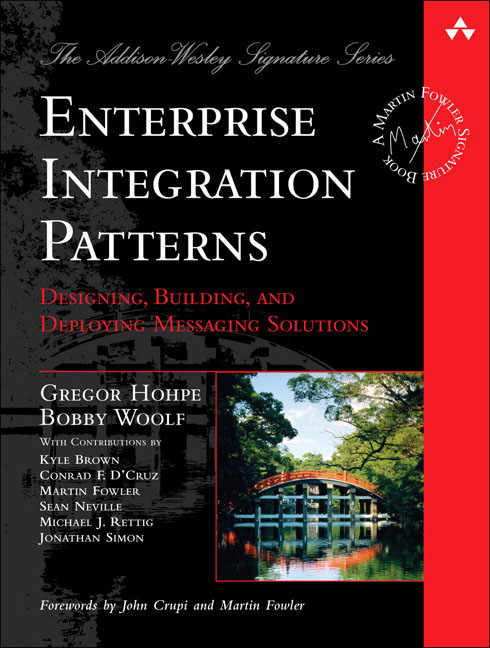 The Addison-Wesley Signature Series
A MARTIN FOWLER SIGNATURE BOOK
Martin
ENTERPRISE
INTEGRATION
PATTERNS
DESIGNING, BUILDING, AND
DEPLOYING MESSAGING SOLUTIONS
GREGOR HOHPE
BOBBY WOOLF
WITH CONTRIBUTIONS BY
KYLE BROWN
CONRAD F. D'CRUZ
MARTIN FOWLER
SEAN NEVILLE
MICHAEL J. RETTIG
JONATHAN SIMON
Forewords by John Crupi and Martin Fowler